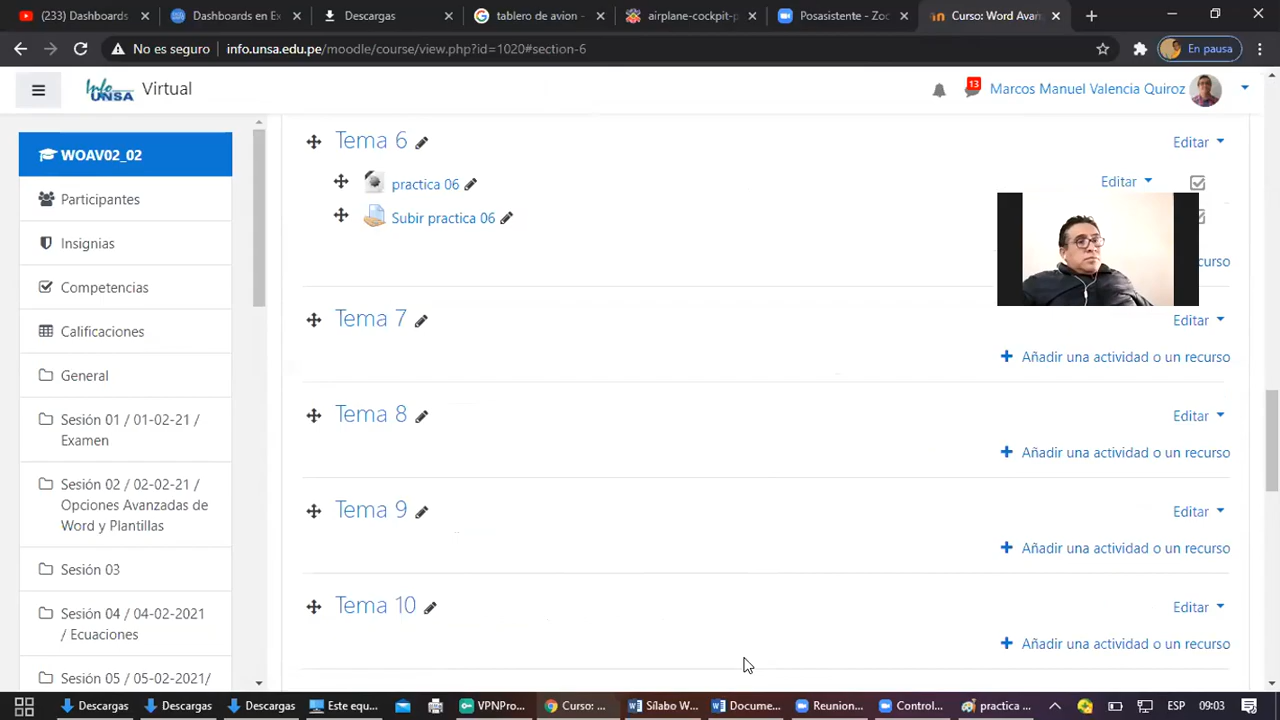 (233) Dashboards
Dashboards en Ex
Descargas
tablero de avion -
airplane-cockpit-p
Posasistente - Zoo
Curso: Word Avan
No es seguro
info.unsa.edu.pe/moodle/course/view.php?id=1020#section-6
En pausa
Info UNSA
Virtual
13
Marcos Manuel Valencia Quiroz
WOAV02_02
Participantes
Insignias
Competencias
Calificaciones
General
Sesión 01 / 01-02-21 /
Examen
Sesión 02 / 02-02-21 /
Opciones Avanzadas de
Word y Plantillas
Sesión 03
Sesión 04 / 04-02-2021
/ Ecuaciones
Sesión 05 / 05-02-2021/
Tema 6
Editar
practica 06
Editar
Subir practica 06
curso
Tema 7
Editar
Añadir una actividad o un recurso
Tema 8
Editar
Añadir una actividad o un recurso
Tema 9
Editar
Añadir una actividad o un recurso
Tema 10
Editar
Añadir una actividad o un recurso
Descargas
Descargas
Descargas
Este equ...
VPNPro...
Curso: ...
Sílabo W...
Docume...
Reunion...
Control...
practica ...
ESP
09:03